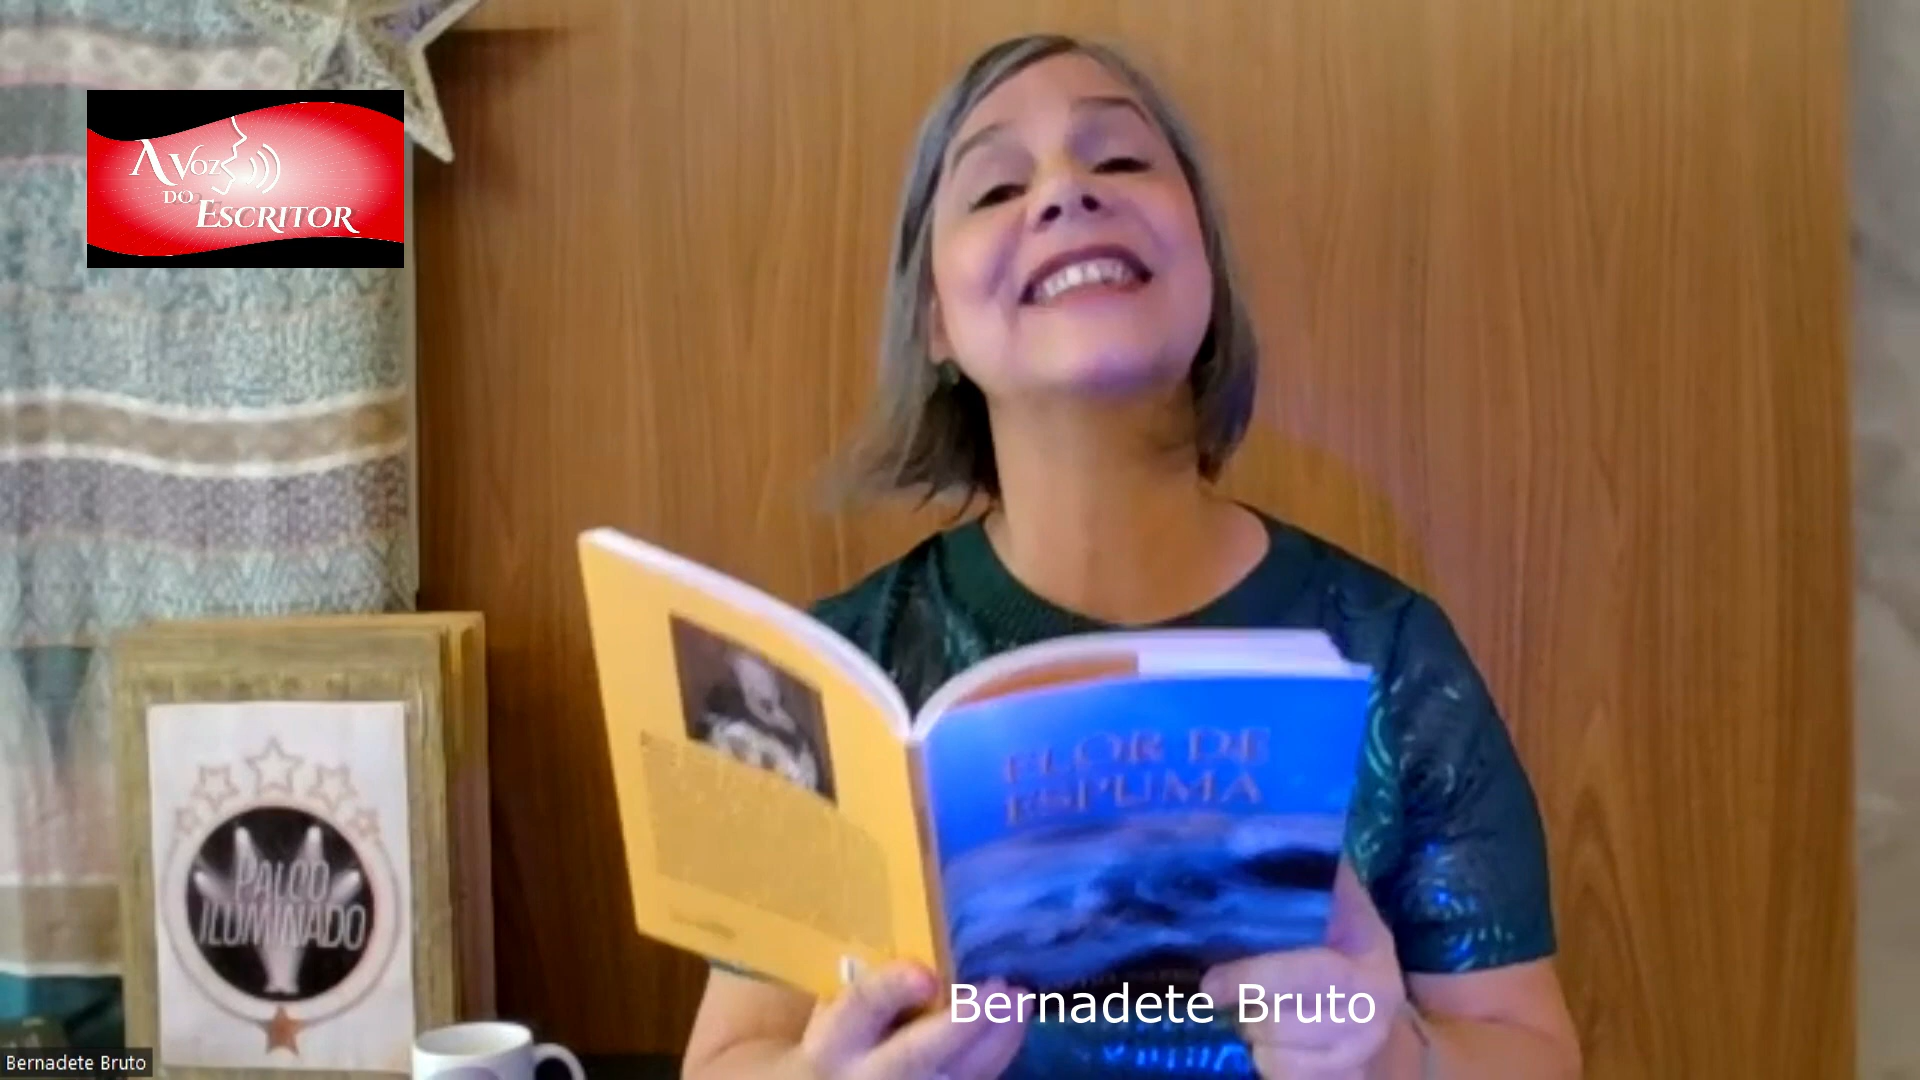 A Voz
DO
ESCRITOR
FLOR DE
ESPUMA
PALCO
ILUMINADO
Bernadete Bruto
Bernadete Bruto